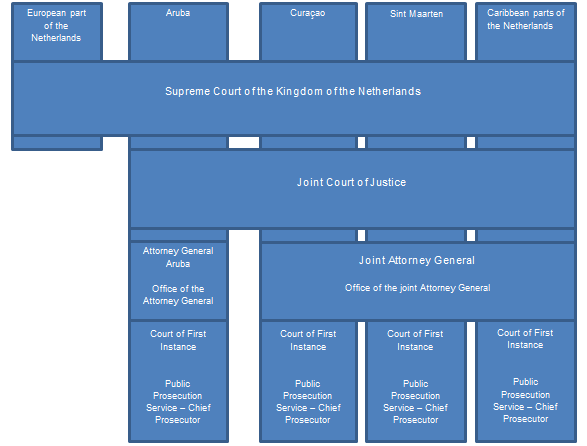 European part
of the
Netherlands
Aruba
Curaçao
Sint Maarten
Caribbean parts of
the Netherlands
Supreme Court of the Kingdom of the Netherlands
Joint Court of Justice
Attorney General
Aruba
Office of the
Attorney General
Joint Attorney General
Office of the joint Attorney General
Court of First
Instance
Public
Prosecution
Service – Chief
Prosecutor
Court of First
Instance
Public
Prosecution
Service – Chief
Prosecutor
Court of First
Instance
Public
Prosecution
Service – Chief
Prosecutor
Court of First
Instance
Public
Prosecution
Service – Chief
Prosecutor